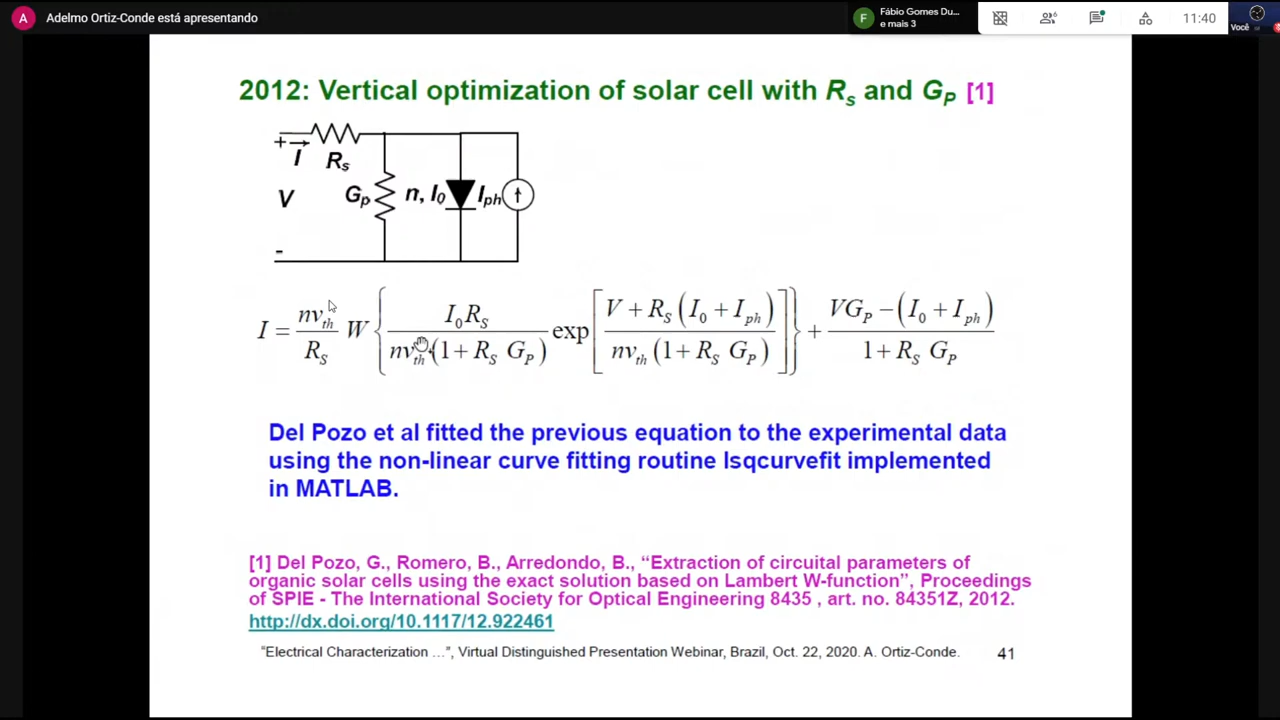 A Adelmo Ortiz-Conde está apresentando
F Fábio Gomes Du...
e mais 3
6
11:40
Você
2012: Vertical optimization of solar cell with Rs and GP [1]
+ I Rs
V Gp n, I0 Iph
-
I = nvth/RS W { I0RS / nvth(1 + RS GP) exp [ V + RS(I0 + Iph) / nvth(1 + RS GP) ] } + VGP − (I0 + Iph) / 1 + RS GP
Del Pozo et al fitted the previous equation to the experimental data
using the non-linear curve fitting routine lsqcurvefit implemented
in MATLAB.
[1] Del Pozo, G., Romero, B., Arredondo, B., “Extraction of circuital parameters of
organic solar cells using the exact solution based on Lambert W-function”, Proceedings
of SPIE - The International Society for Optical Engineering 8435 , art. no. 84351Z, 2012.
http://dx.doi.org/10.1117/12.922461
“Electrical Characterization ...”, Virtual Distinguished Presentation Webinar, Brazil, Oct. 22, 2020. A. Ortiz-Conde.
41